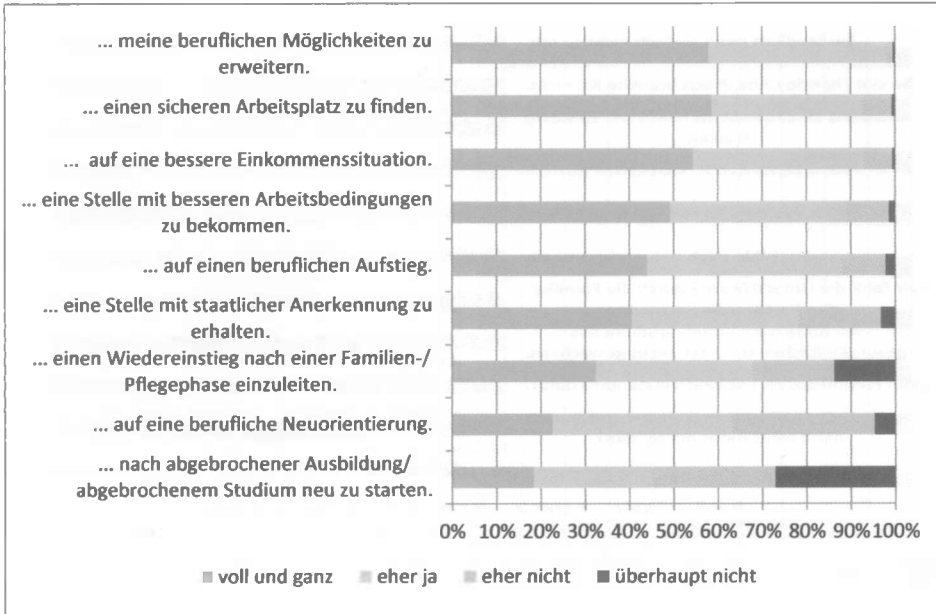 ... meine beruflichen Möglichkeiten zu
erweitern.
... einen sicheren Arbeitsplatz zu finden.
... auf eine bessere Einkommenssituation.
... eine Stelle mit besseren Arbeitsbedingungen
zu bekommen.
... auf einen beruflichen Aufstieg.
... eine Stelle mit staatlicher Anerkennung zu
erhalten.
... einen Wiedereinstieg nach einer Familien-/
Pflegephase einzuleiten.
... auf eine berufliche Neuorientierung.
... nach abgebrochener Ausbildung/
abgebrochenem Studium neu zu starten.
0% 10% 20% 30% 40% 50% 60% 70% 80% 90% 100%
voll und ganz eher ja eher nicht überhaupt nicht